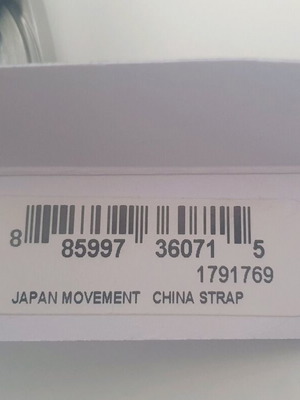 8 85997 36071 5
1791769
JAPAN MOVEMENT CHINA STRAP